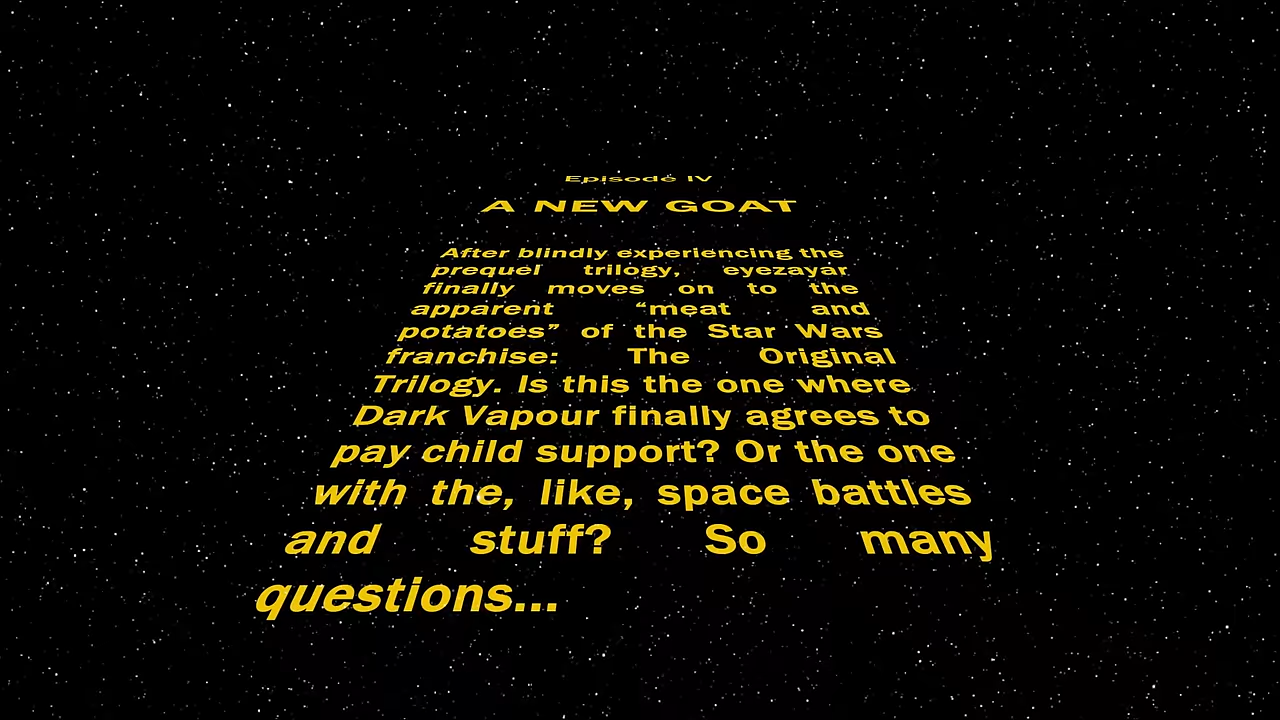 Episode IV
A NEW GOAT
After blindly experiencing the
prequel trilogy, eyezayar
finally moves on to the
apparent “meat and
potatoes” of the Star Wars
franchise: The Original
Trilogy. Is this the one where
Dark Vapour finally agrees to
pay child support? Or the one
with the, like, space battles
and stuff? So many
questions...